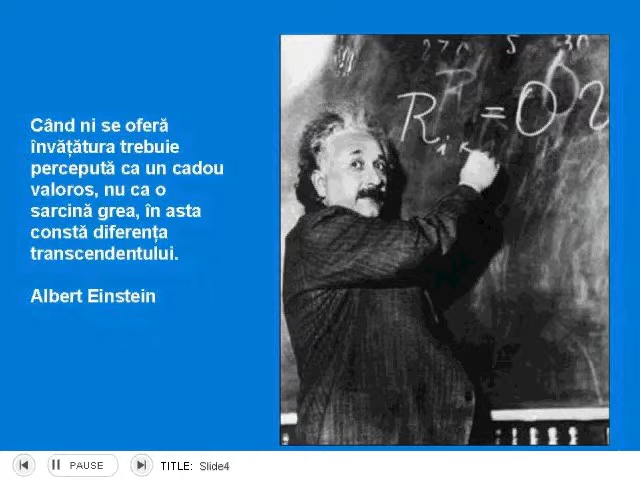 Când ni se oferă
învățătura trebuie
percepută ca un cadou
valoros, nu ca o
sarcină grea, în asta
constă diferența
transcendentului.
Albert Einstein
R i κ = 0
PAUSE
TITLE: Slide4